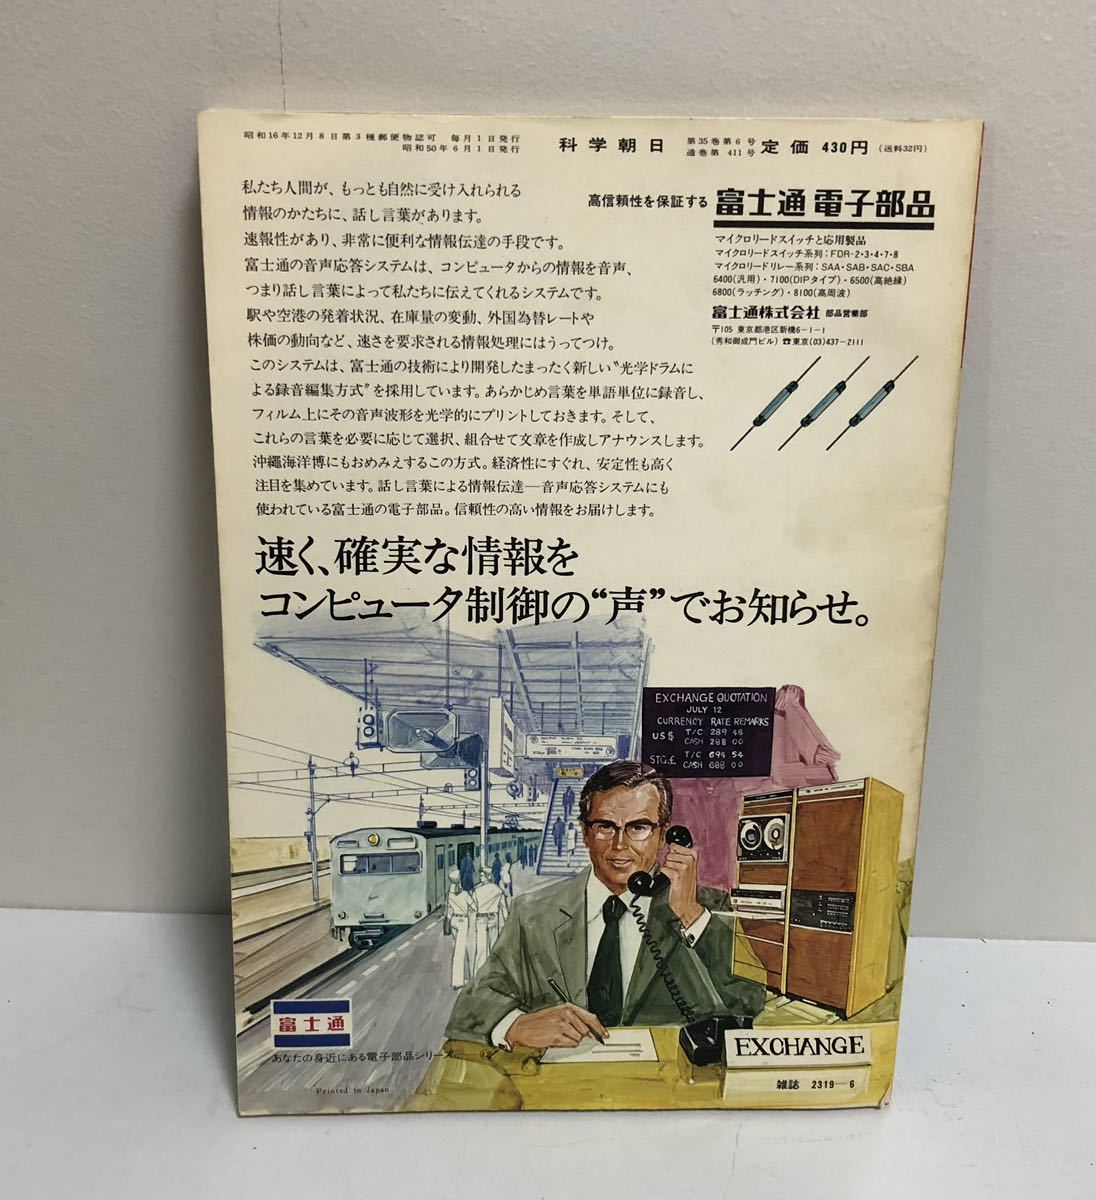 昭和16年12月8日第3種郵便物認可 毎月1日発行
昭和50年6月1日発行
科学朝日
第35巻第6号
通巻第 411号
定価 430円 (送料32円)
私たち人間が、もっとも自然に受け入れられる
情報のかたちに、話し言葉があります。
速報性があり、非常に便利な情報伝達の手段です。
富士通の音声応答システムは、コンピュータからの情報を音声、
つまり話し言葉によって私たちに伝えてくれるシステムです。
駅や空港の発着状況、在庫量の変動、外国為替レートや
株価の動向など、速さを要求される情報処理にはうってつけ。
このシステムは、富士通の技術により開発したまったく新しい“光学ドラムに
よる録音編集方式”を採用しています。あらかじめ言葉を単語単位に録音し、
フィルム上にその音声波形を光学的にプリントしておきます。そして、
これらの言葉を必要に応じて選択、組合せて文章を作成しアナウンスします。
沖縄海洋博にもおめみえするこの方式。経済性にすぐれ、安定性も高く
注目を集めています。話し言葉による情報伝達—音声応答システムにも
使われている富士通の電子部品。信頼性の高い情報をお届けします。
高信頼性を保証する 富士通 電子部品
マイクロリードスイッチと応用製品
マイクロリードスイッチ系列:FDR-2・3・4・7・8
マイクロリードリレー系列:SAA・SAB・SAC・SBA
6400(汎用)・7100(DIPタイプ)・6500(高絶縁)
6800(ラッチング)・8100(高周波)
富士通株式会社 部品営業部
〒105 東京都港区新橋6-1-1
(秀和御成門ビル) ☎東京(03)437-2111
速く、確実な情報を
コンピュータ制御の“声”でお知らせ。
EXCHANGE QUOTATION
JULY 12
CURRENCY RATE REMARKS
US$ T/C 289 48
CASH 288 00
STG.£ T/C 694 54
CASH 688 00
富士通
あなたの身近にある電子部品シリーズ
Printed in Japan
EXCHANGE
雑誌 2319—6